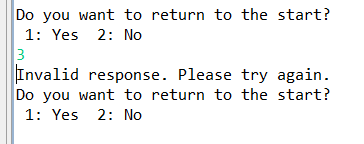 Do you want to return to the start?
 1: Yes  2: No
3
Invalid response. Please try again.
Do you want to return to the start?
 1: Yes  2: No